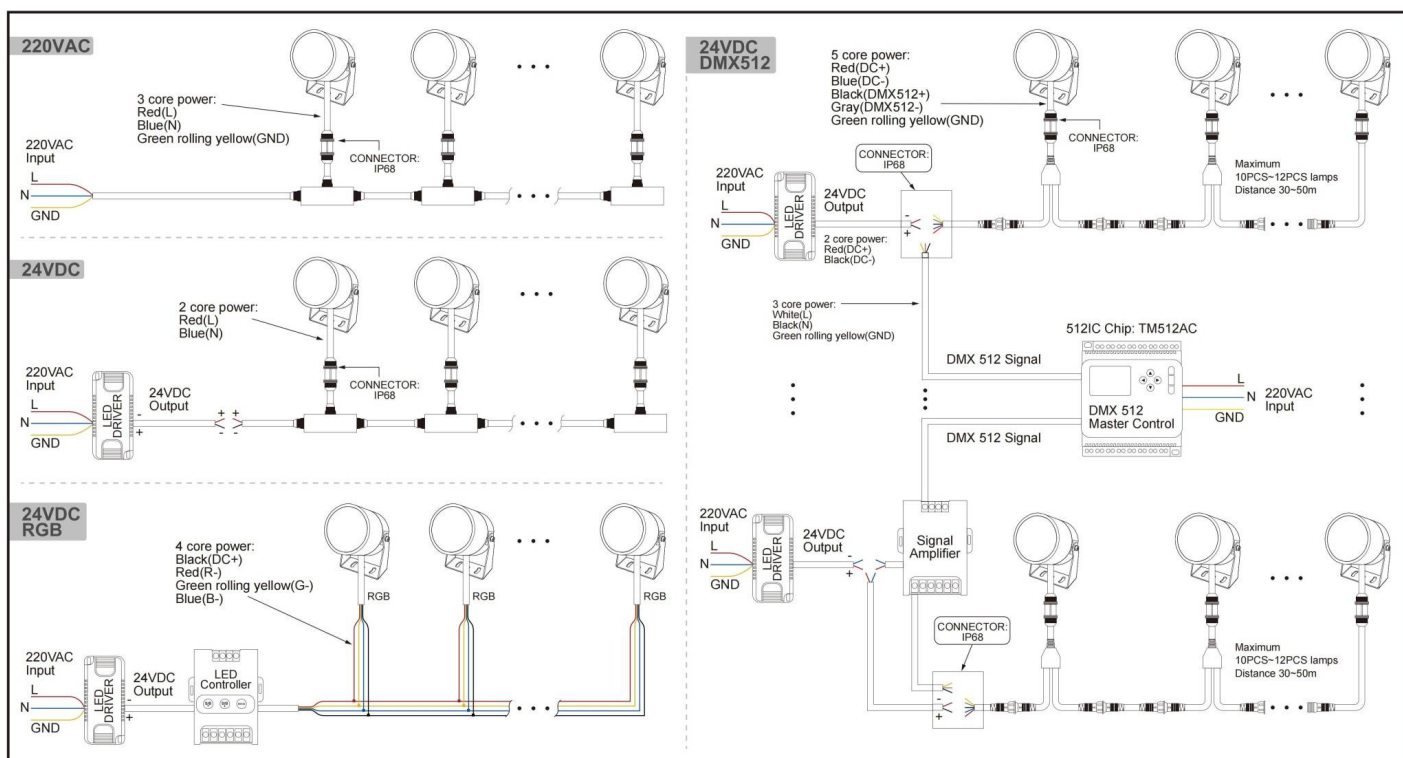 220VAC
3 core power:
Red(L)
Blue(N)
Green rolling yellow(GND)
CONNECTOR:
IP68
220VAC
Input
L
N
GND
24VDC
2 core power:
Red(L)
Blue(N)
CONNECTOR:
IP68
220VAC
Input
L
N
GND
LED
DRIVER
24VDC
Output
-
+
+ +
- -
24VDC
RGB
4 core power:
Black(DC+)
Red(R-)
Green rolling yellow(G-)
Blue(B-)
RGB
RGB
RGB
220VAC
Input
L
N
GND
LED
DRIVER
24VDC
Output
-
+
LED
Controller
24VDC
DMX512
5 core power:
Red(DC+)
Blue(DC-)
Black(DMX512+)
Gray(DMX512-)
Green rolling yellow(GND)
CONNECTOR:
IP68
CONNECTOR:
IP68
Maximum
10PCS~12PCS lamps
Distance 30~50m
220VAC
Input
L
N
GND
LED
DRIVER
24VDC
Output
-
+
2 core power:
Red(DC+)
Black(DC-)
3 core power:
White(L)
Black(N)
Green rolling yellow(GND)
512IC Chip: TM512AC
DMX 512 Signal
DMX 512
Master Control
L
N
GND
220VAC
Input
DMX 512 Signal
Signal
Amplifier
220VAC
Input
L
N
GND
LED
DRIVER
24VDC
Output
-
+
CONNECTOR:
IP68
-
+
Maximum
10PCS~12PCS lamps
Distance 30~50m